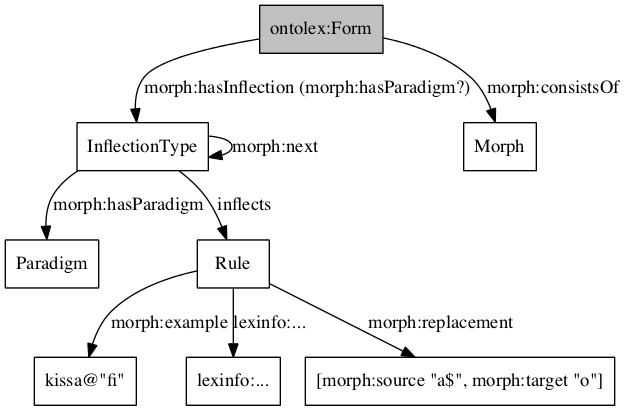 ontolex:Form
morph:hasInflection (morph:hasParadigm?)
morph:consistsOf
InflectionType
morph:next
Morph
morph:hasParadigm
inflects
Paradigm
Rule
morph:example
lexinfo:...
morph:replacement
kissa@"fi"
lexinfo:...
[morph:source "a$", morph:target "o"]